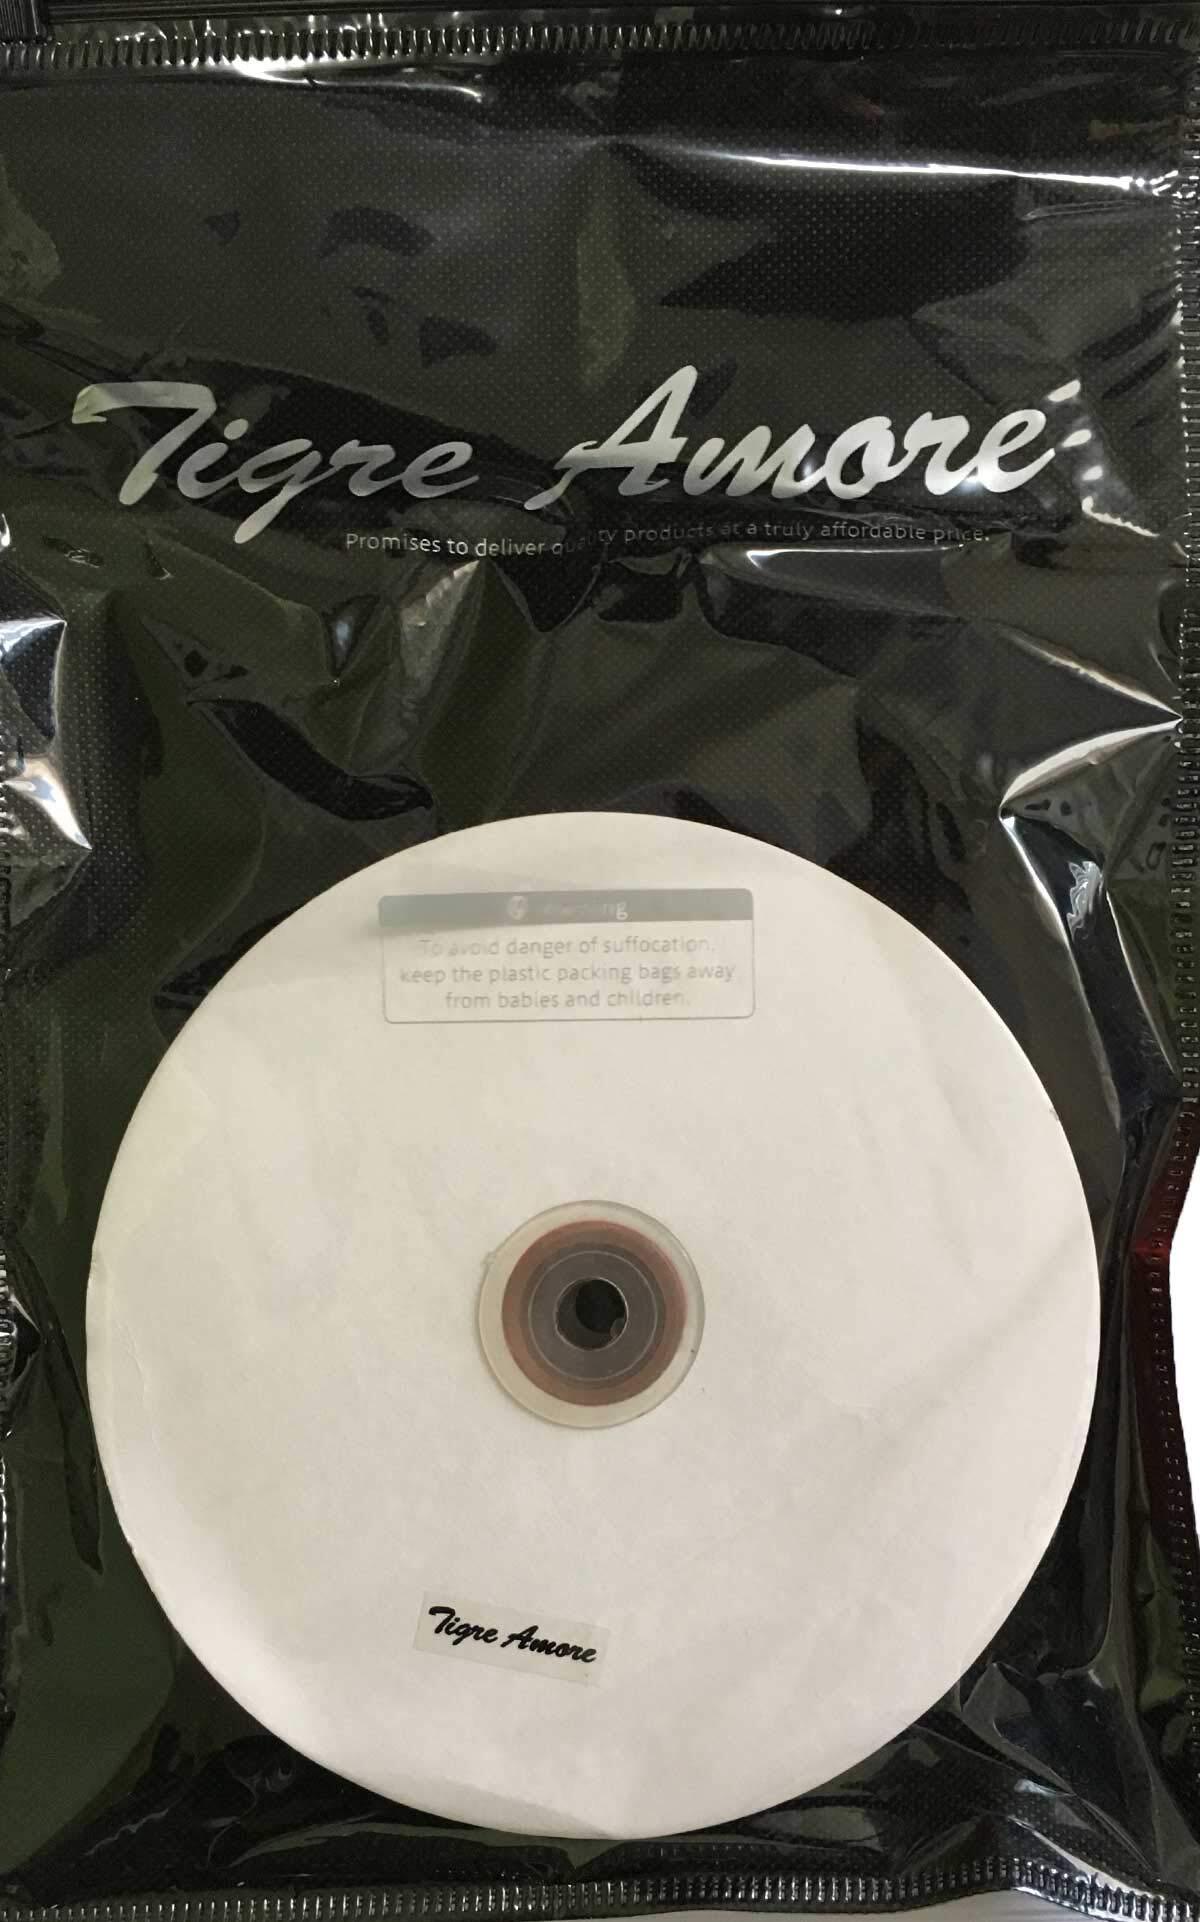 Tigre Amore
Promises to deliver quality products at a truly affordable price.
To avoid danger of suffocation,
keep the plastic packing bags away
from babies and children.
Tigre Amore